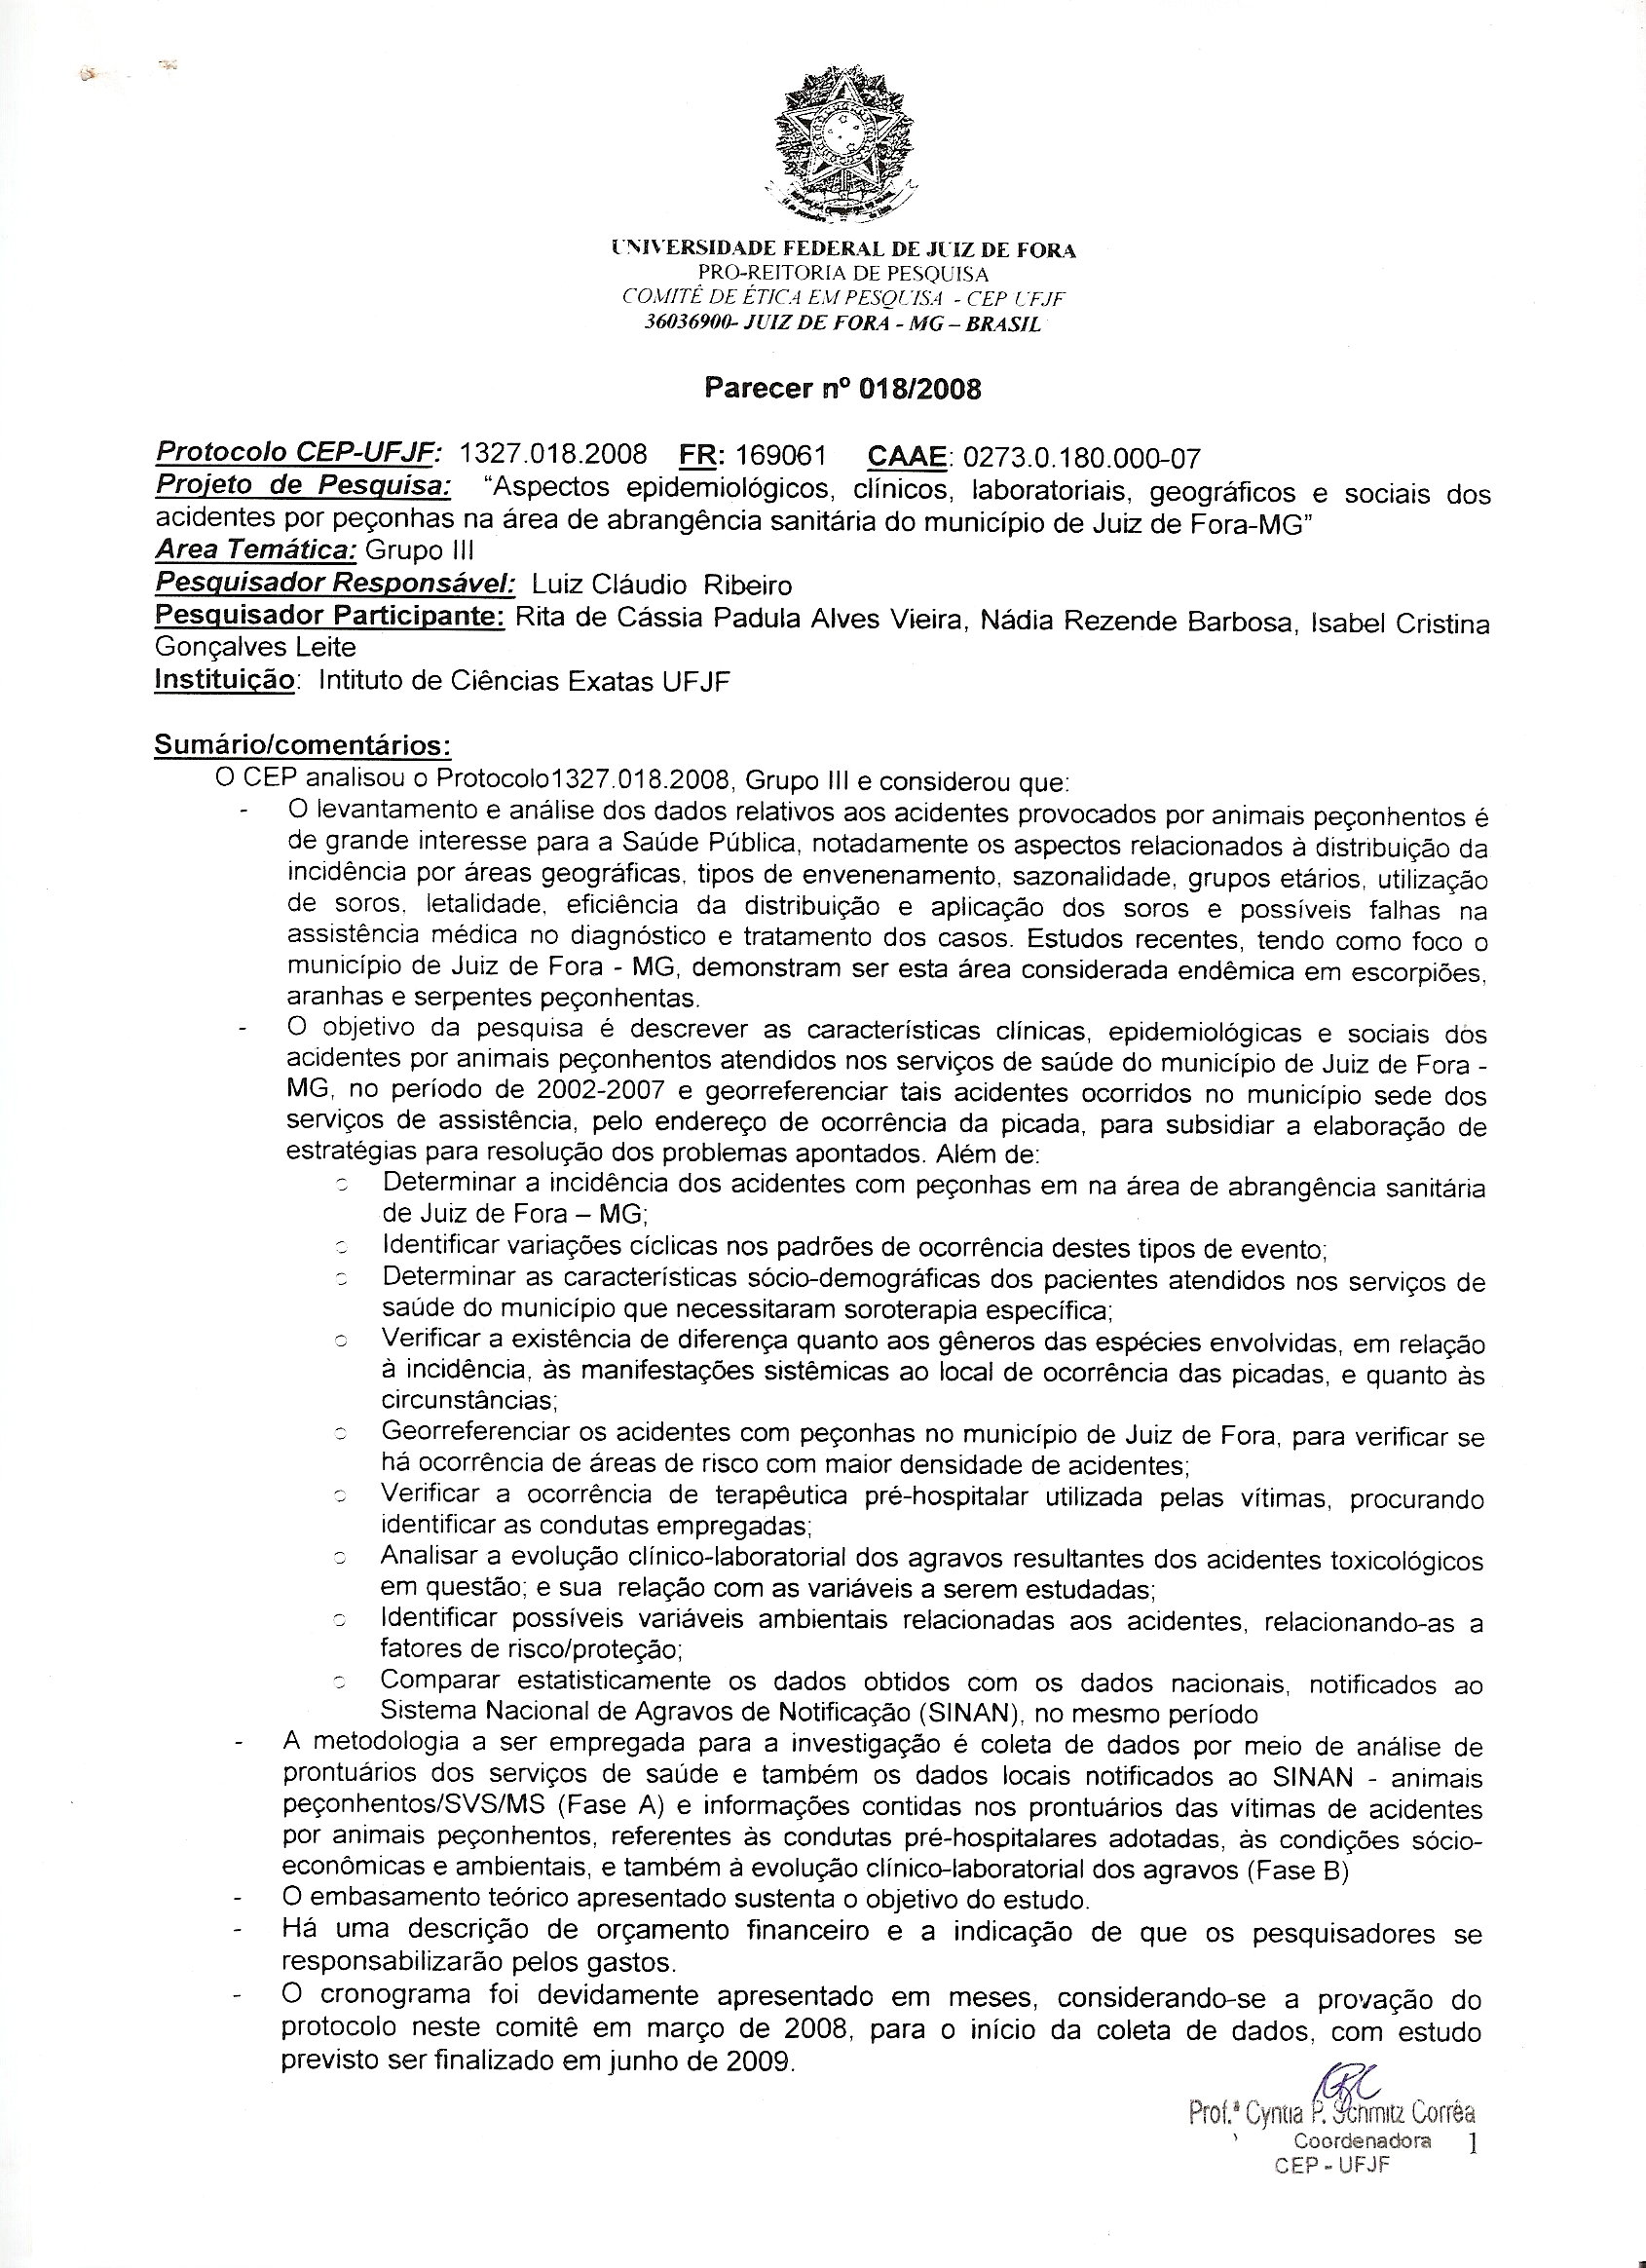 UNIVERSIDADE FEDERAL DE JUIZ DE FORA
PRO-REITORIA DE PESQUISA
COMITÊ DE ÉTICA EM PESQUISA - CEP UFJF
36036900- JUIZ DE FORA - MG – BRASIL
Parecer nº 018/2008
Protocolo CEP-UFJF: 1327.018.2008 FR: 169061 CAAE: 0273.0.180.000-07
Projeto de Pesquisa: “Aspectos epidemiológicos, clínicos, laboratoriais, geográficos e sociais dos
acidentes por peçonhas na área de abrangência sanitária do município de Juiz de Fora-MG”
Area Temática: Grupo III
Pesquisador Responsável: Luiz Cláudio Ribeiro
Pesquisador Participante: Rita de Cássia Padula Alves Vieira, Nádia Rezende Barbosa, Isabel Cristina
Gonçalves Leite
Instituição: Intituto de Ciências Exatas UFJF
Sumário/comentários:
O CEP analisou o Protocolo1327.018.2008, Grupo III e considerou que:
- O levantamento e análise dos dados relativos aos acidentes provocados por animais peçonhentos é
de grande interesse para a Saúde Pública, notadamente os aspectos relacionados à distribuição da
incidência por áreas geográficas, tipos de envenenamento, sazonalidade, grupos etários, utilização
de soros, letalidade, eficiência da distribuição e aplicação dos soros e possíveis falhas na
assistência médica no diagnóstico e tratamento dos casos. Estudos recentes, tendo como foco o
município de Juiz de Fora - MG, demonstram ser esta área considerada endêmica em escorpiões,
aranhas e serpentes peçonhentas.
- O objetivo da pesquisa é descrever as características clínicas, epidemiológicas e sociais dos
acidentes por animais peçonhentos atendidos nos serviços de saúde do município de Juiz de Fora -
MG, no período de 2002-2007 e georreferenciar tais acidentes ocorridos no município sede dos
serviços de assistência, pelo endereço de ocorrência da picada, para subsidiar a elaboração de
estratégias para resolução dos problemas apontados. Além de:
○ Determinar a incidência dos acidentes com peçonhas em na área de abrangência sanitária
de Juiz de Fora – MG;
○ Identificar variações cíclicas nos padrões de ocorrência destes tipos de evento;
○ Determinar as características sócio-demográficas dos pacientes atendidos nos serviços de
saúde do município que necessitaram soroterapia específica;
○ Verificar a existência de diferença quanto aos gêneros das espécies envolvidas, em relação
à incidência, às manifestações sistêmicas ao local de ocorrência das picadas, e quanto às
circunstâncias;
○ Georreferenciar os acidentes com peçonhas no município de Juiz de Fora, para verificar se
há ocorrência de áreas de risco com maior densidade de acidentes;
○ Verificar a ocorrência de terapêutica pré-hospitalar utilizada pelas vítimas, procurando
identificar as condutas empregadas;
○ Analisar a evolução clínico-laboratorial dos agravos resultantes dos acidentes toxicológicos
em questão; e sua relação com as variáveis a serem estudadas;
○ Identificar possíveis variáveis ambientais relacionadas aos acidentes, relacionando-as a
fatores de risco/proteção;
○ Comparar estatisticamente os dados obtidos com os dados nacionais, notificados ao
Sistema Nacional de Agravos de Notificação (SINAN), no mesmo período
- A metodologia a ser empregada para a investigação é coleta de dados por meio de análise de
prontuários dos serviços de saúde e também os dados locais notificados ao SINAN - animais
peçonhentos/SVS/MS (Fase A) e informações contidas nos prontuários das vítimas de acidentes
por animais peçonhentos, referentes às condutas pré-hospitalares adotadas, às condições sócio-
econômicas e ambientais, e também à evolução clínico-laboratorial dos agravos (Fase B)
- O embasamento teórico apresentado sustenta o objetivo do estudo.
- Há uma descrição de orçamento financeiro e a indicação de que os pesquisadores se
responsabilizarão pelos gastos.
- O cronograma foi devidamente apresentado em meses, considerando-se a provação do
protocolo neste comitê em março de 2008, para o início da coleta de dados, com estudo
previsto ser finalizado em junho de 2009.
Prof.ª Cyntia P. Schmitz Corrêa
Coordenadora 1
CEP - UFJF